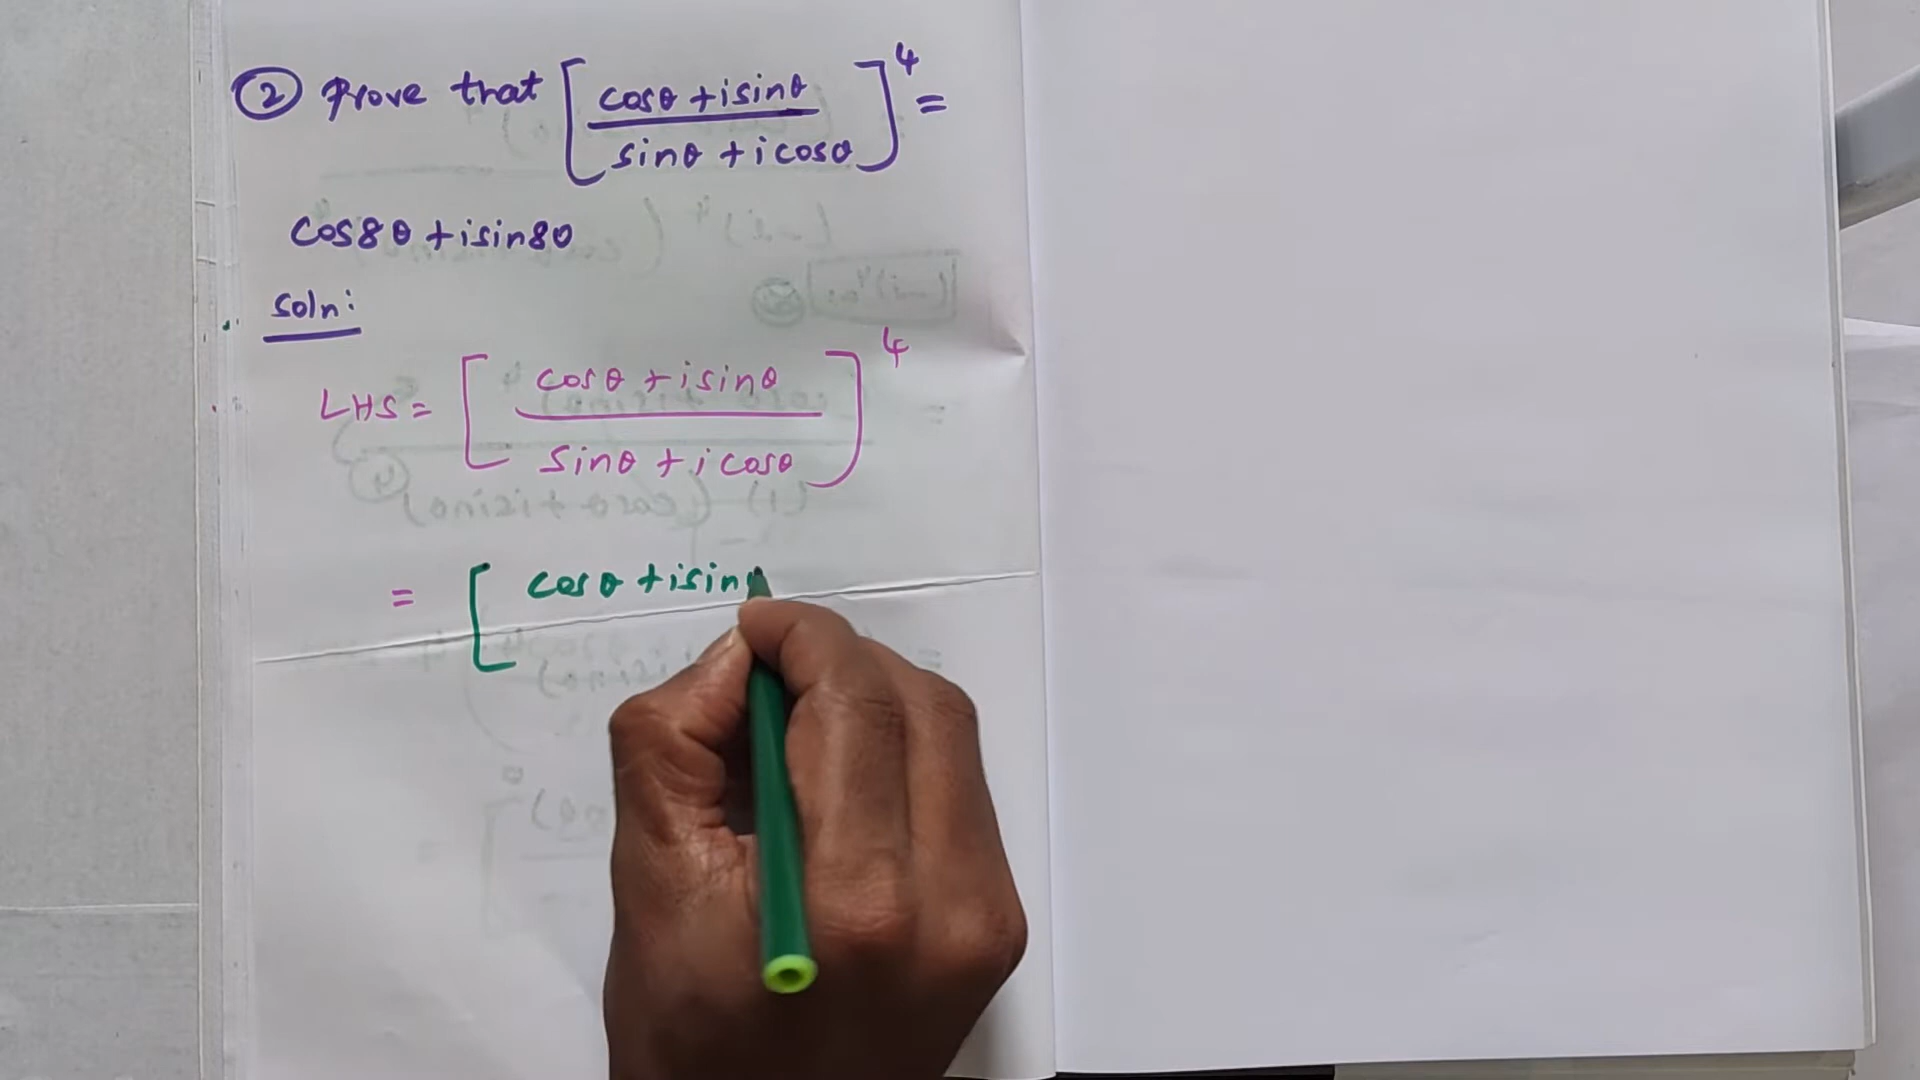 ② Prove that [cosθ + isinθ / sinθ + icosθ]⁴ =
cos8θ + isin8θ
Soln:
LHS = [cosθ + isinθ / sinθ + icosθ]⁴
= [cosθ + isin